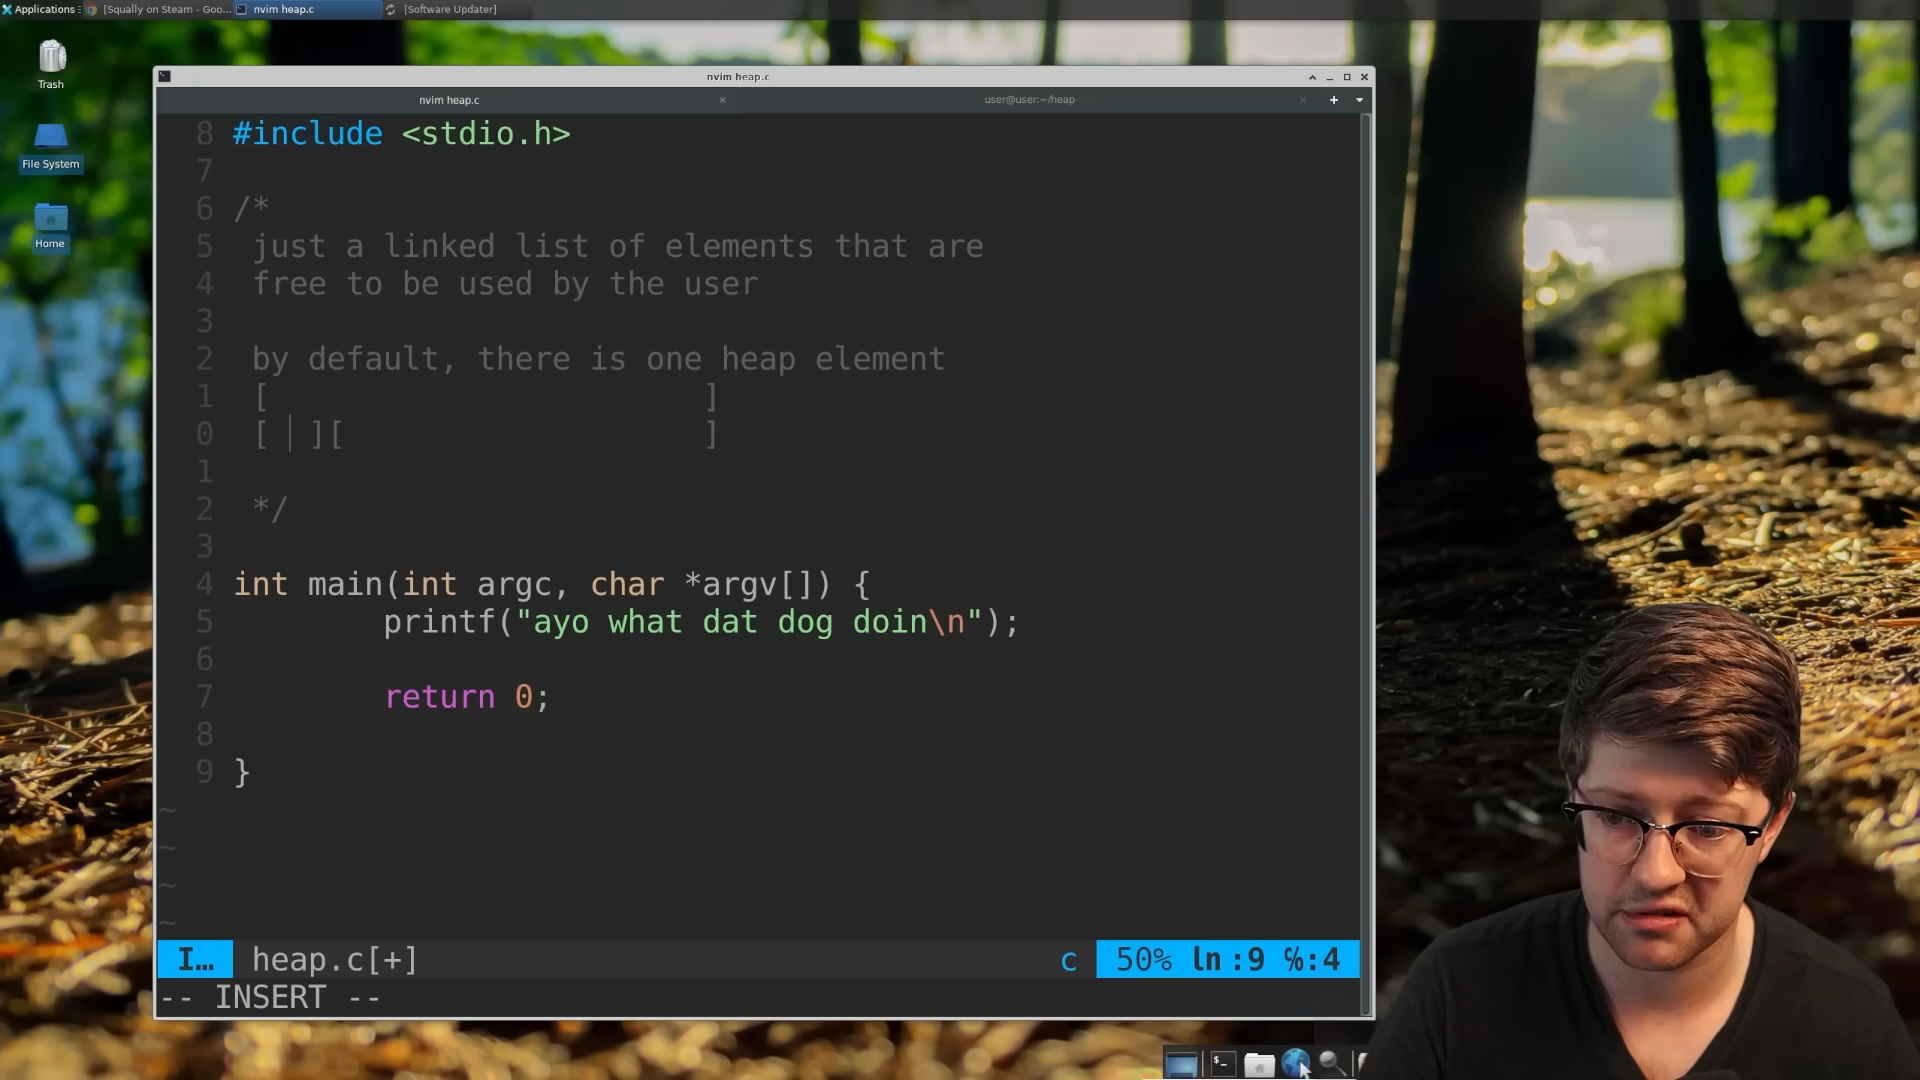 Applications
[Squally on Steam - Goo...
nvim heap.c
[Software Updater]
Trash
File System
Home
nvim heap.c
nvim heap.c
user@user:~/heap
8 #include <stdio.h>
7
6 /*
5 just a linked list of elements that are
4 free to be used by the user
3
2 by default, there is one heap element
1 [ ]
0 [ ][ ]
1
2 */
3
4 int main(int argc, char *argv[]) {
5 printf("ayo what dat dog doin\n");
6
7 return 0;
8
9 }
~
~
~
~
I... heap.c[+] c 50% ln :9 %:4
-- INSERT --